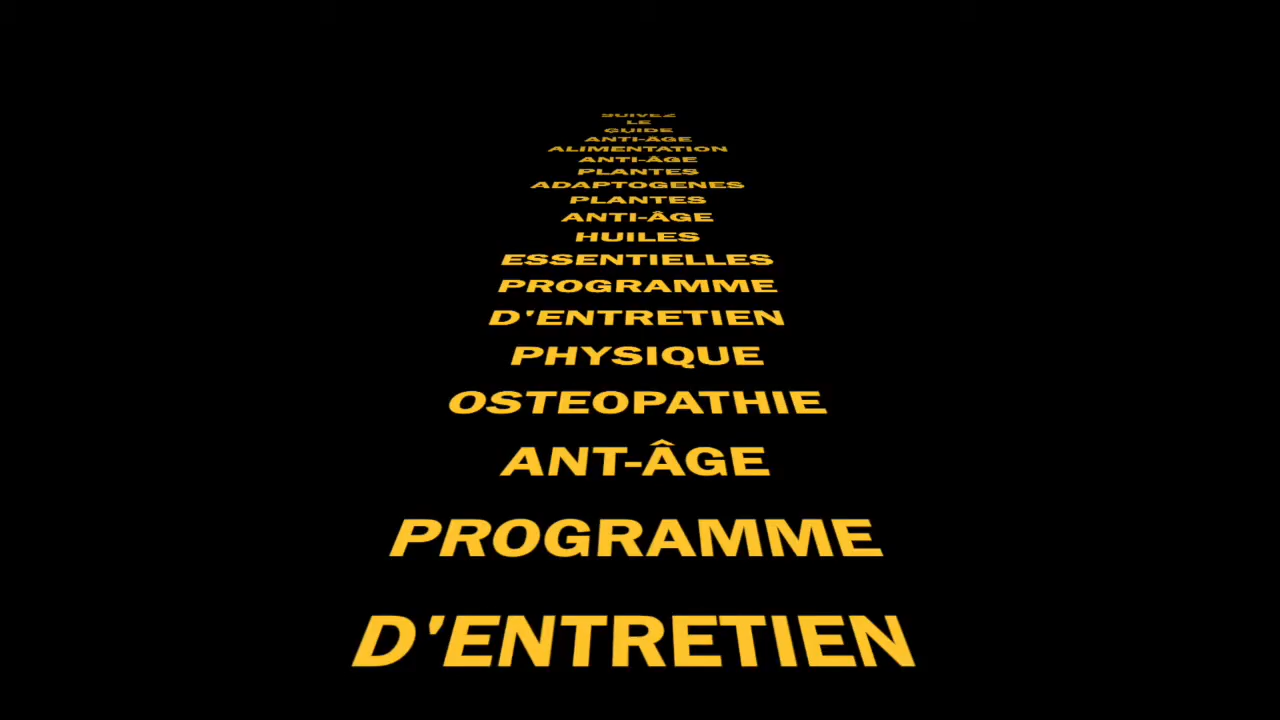 SUIVEZ
LE
GUIDE
ANTI-ÂGE
ALIMENTATION
ANTI-ÂGE
PLANTES
ADAPTOGENES
PLANTES
ANTI-ÂGE
HUILES
ESSENTIELLES
PROGRAMME
D'ENTRETIEN
PHYSIQUE
OSTEOPATHIE
ANT-ÂGE
PROGRAMME
D'ENTRETIEN